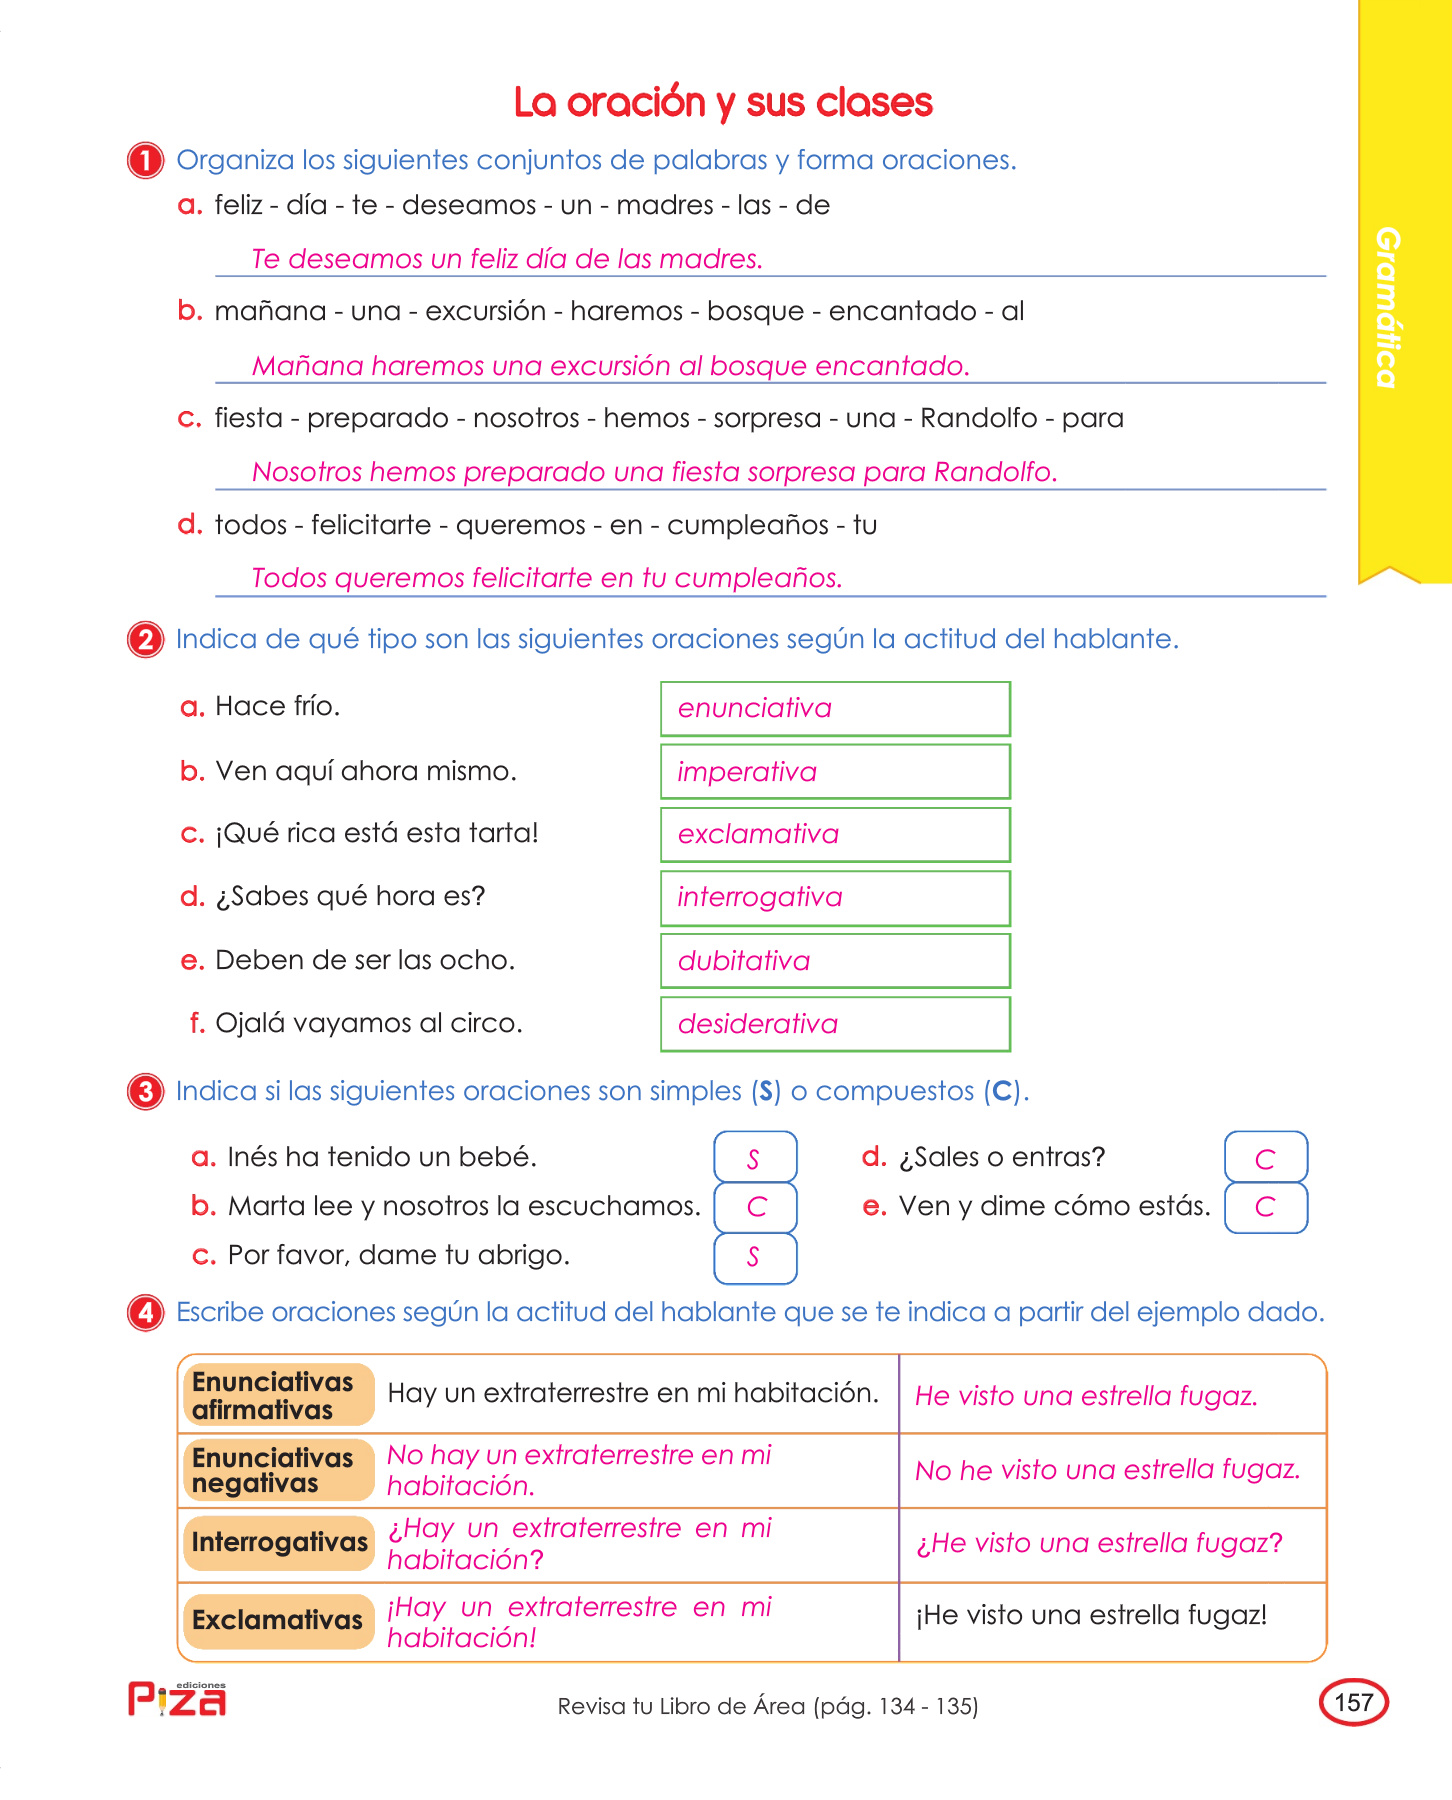 La oración y sus clases
Gramática
1 Organiza los siguientes conjuntos de palabras y forma oraciones.
a. feliz - día - te - deseamos - un - madres - las - de
Te deseamos un feliz día de las madres.
b. mañana - una - excursión - haremos - bosque - encantado - al
Mañana haremos una excursión al bosque encantado.
c. fiesta - preparado - nosotros - hemos - sorpresa - una - Randolfo - para
Nosotros hemos preparado una fiesta sorpresa para Randolfo.
d. todos - felicitarte - queremos - en - cumpleaños - tu
Todos queremos felicitarte en tu cumpleaños.
2 Indica de qué tipo son las siguientes oraciones según la actitud del hablante.
a. Hace frío. enunciativa
b. Ven aquí ahora mismo. imperativa
c. ¡Qué rica está esta tarta! exclamativa
d. ¿Sabes qué hora es? interrogativa
e. Deben de ser las ocho. dubitativa
f. Ojalá vayamos al circo. desiderativa
3 Indica si las siguientes oraciones son simples (S) o compuestos (C).
a. Inés ha tenido un bebé. S d. ¿Sales o entras? C
b. Marta lee y nosotros la escuchamos. C e. Ven y dime cómo estás. C
c. Por favor, dame tu abrigo. S
4 Escribe oraciones según la actitud del hablante que se te indica a partir del ejemplo dado.
Enunciativas
afirmativas
Hay un extraterrestre en mi habitación.
He visto una estrella fugaz.
Enunciativas
negativas
No hay un extraterrestre en mi
habitación.
No he visto una estrella fugaz.
Interrogativas
¿Hay un extraterrestre en mi
habitación?
¿He visto una estrella fugaz?
Exclamativas
¡Hay un extraterrestre en mi
habitación!
¡He visto una estrella fugaz!
ediciones
Piza
Revisa tu Libro de Área (pág. 134 - 135)
157